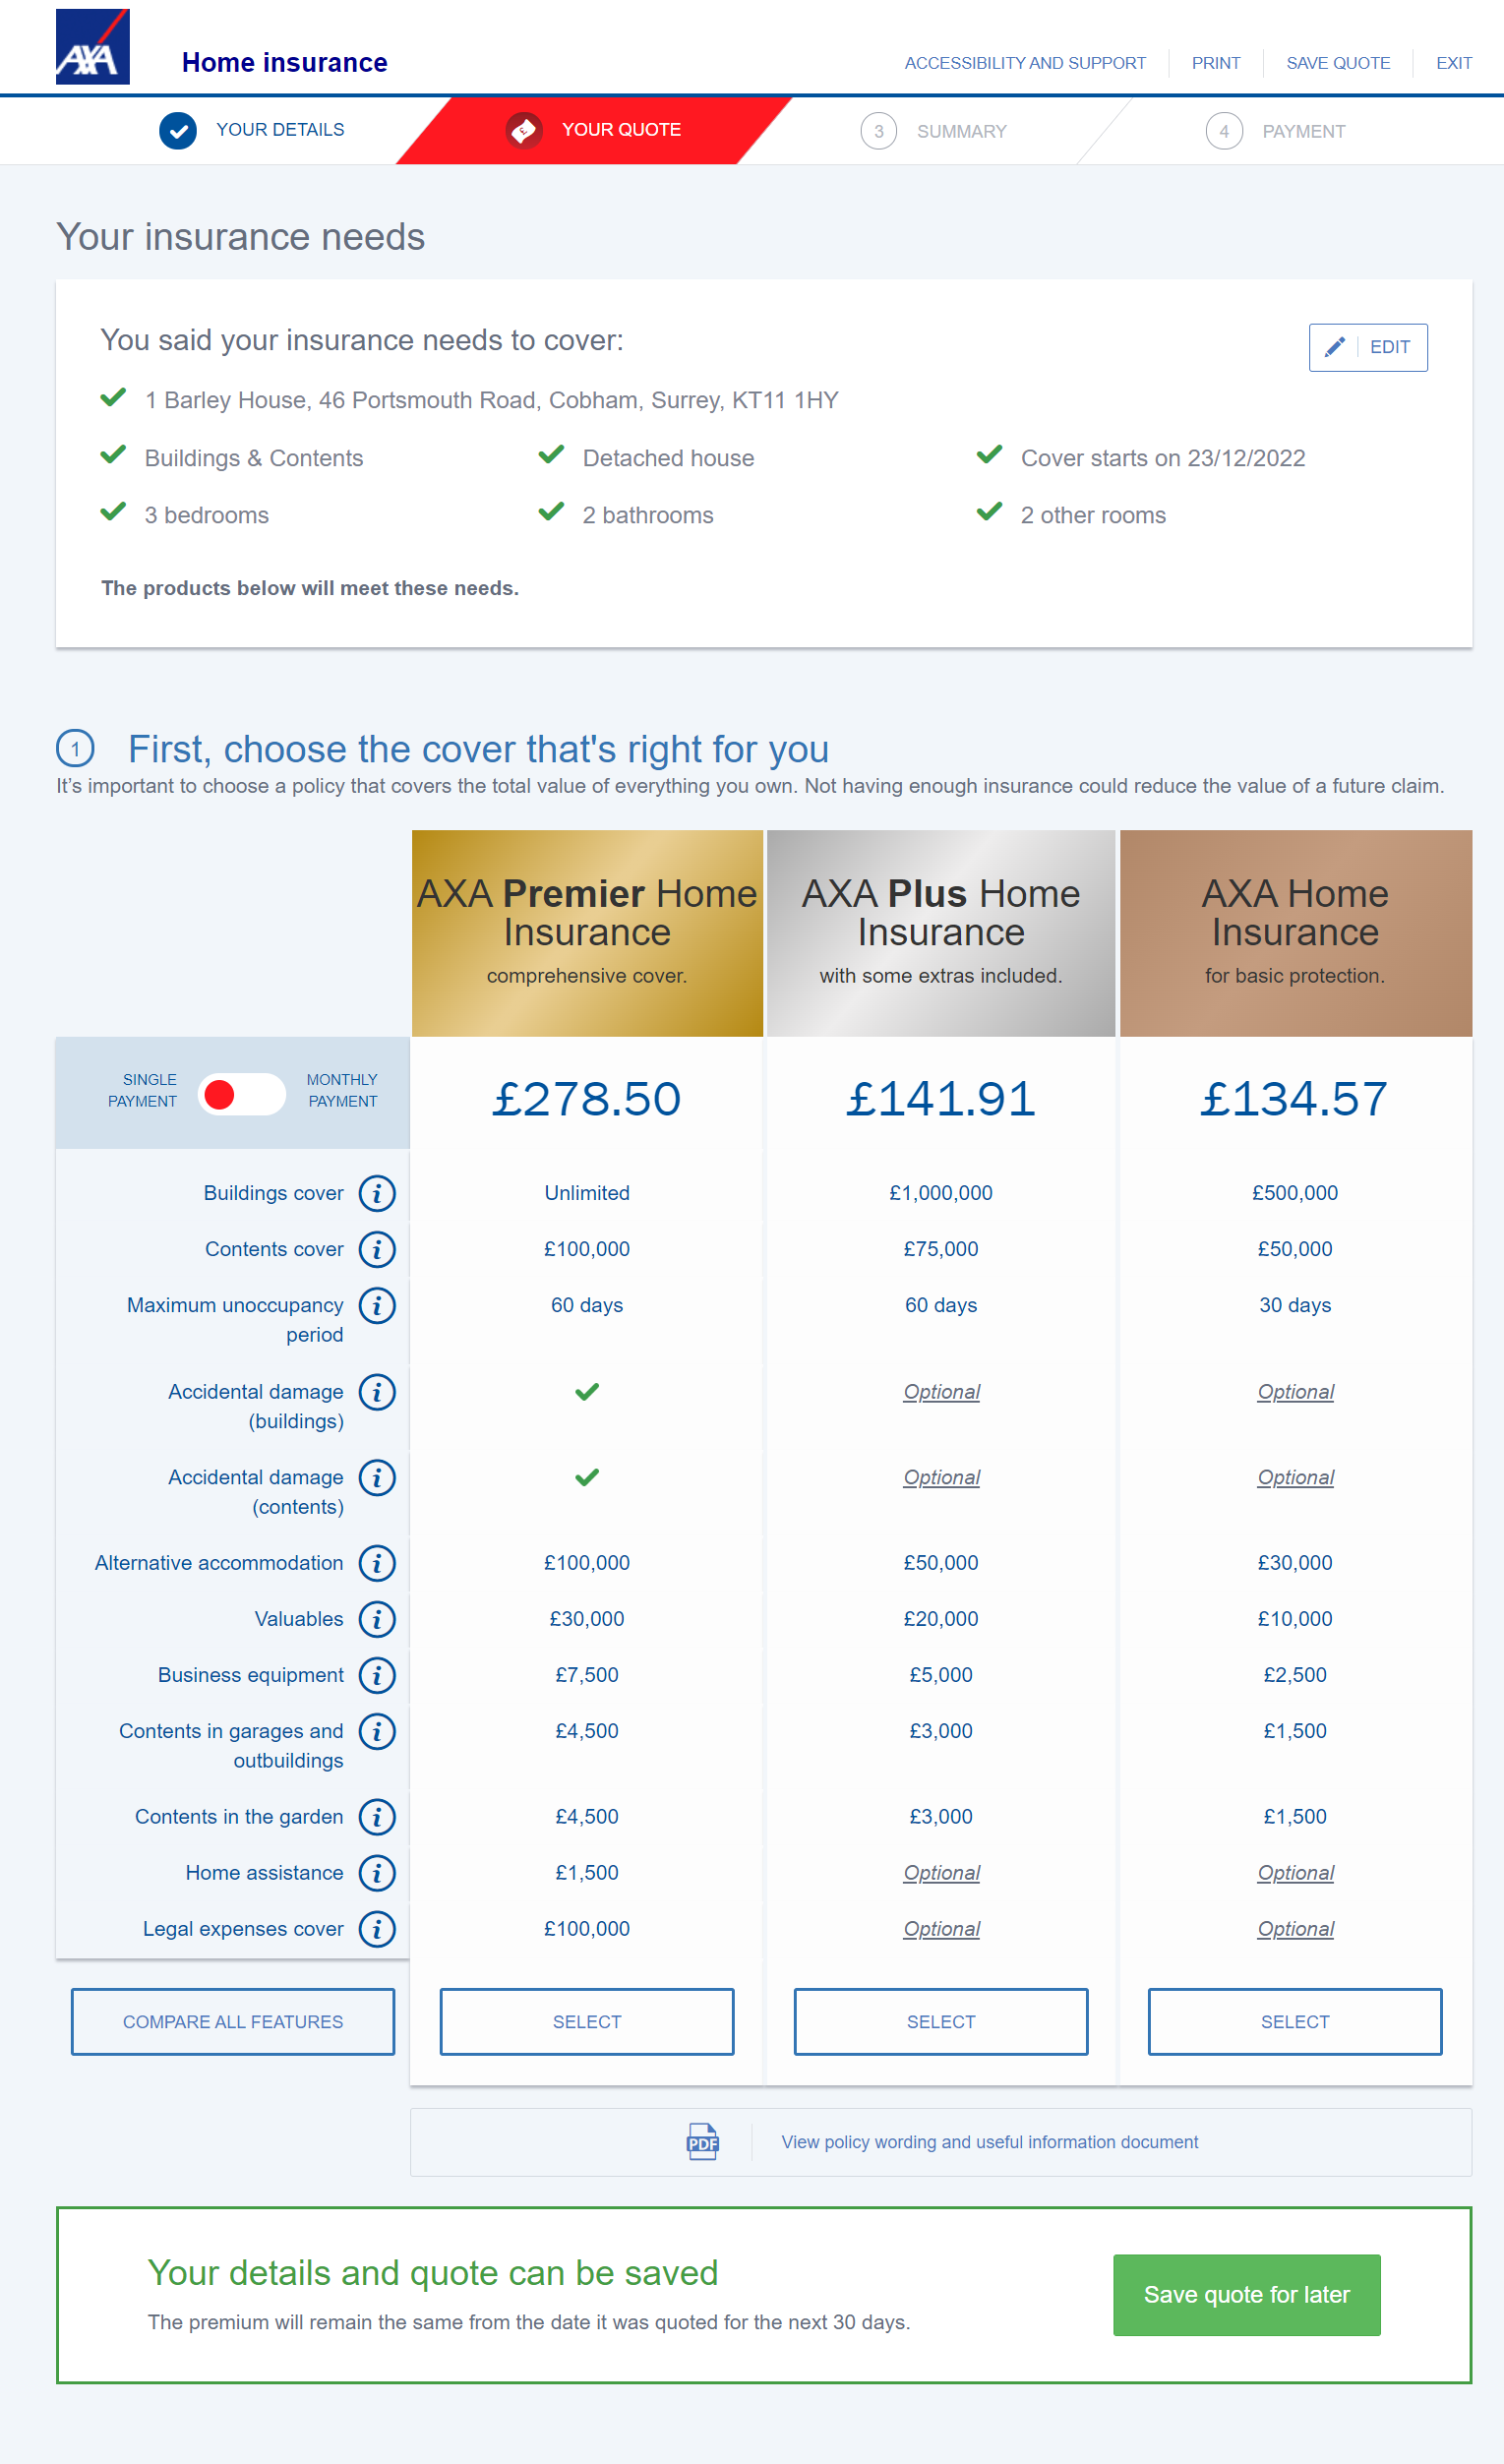 AXA
Home insurance
ACCESSIBILITY AND SUPPORT
PRINT
SAVE QUOTE
EXIT
YOUR DETAILS
£
YOUR QUOTE
3
SUMMARY
4
PAYMENT
Your insurance needs
You said your insurance needs to cover:
EDIT
1 Barley House, 46 Portsmouth Road, Cobham, Surrey, KT11 1HY
Buildings & Contents
Detached house
Cover starts on 23/12/2022
3 bedrooms
2 bathrooms
2 other rooms
The products below will meet these needs.
1
First, choose the cover that's right for you
It’s important to choose a policy that covers the total value of everything you own. Not having enough insurance could reduce the value of a future claim.
AXA Premier Home
Insurance
comprehensive cover.
AXA Plus Home
Insurance
with some extras included.
AXA Home
Insurance
for basic protection.
SINGLE
PAYMENT
MONTHLY
PAYMENT
£278.50
£141.91
£134.57
Buildings cover i Unlimited £1,000,000 £500,000
Contents cover i £100,000 £75,000 £50,000
Maximum unoccupancy i 60 days 60 days 30 days
period
Accidental damage i Optional Optional
(buildings)
Accidental damage i Optional Optional
(contents)
Alternative accommodation i £100,000 £50,000 £30,000
Valuables i £30,000 £20,000 £10,000
Business equipment i £7,500 £5,000 £2,500
Contents in garages and i £4,500 £3,000 £1,500
outbuildings
Contents in the garden i £4,500 £3,000 £1,500
Home assistance i £1,500 Optional Optional
Legal expenses cover i £100,000 Optional Optional
COMPARE ALL FEATURES
SELECT
SELECT
SELECT
PDF
View policy wording and useful information document
Your details and quote can be saved
The premium will remain the same from the date it was quoted for the next 30 days.
Save quote for later